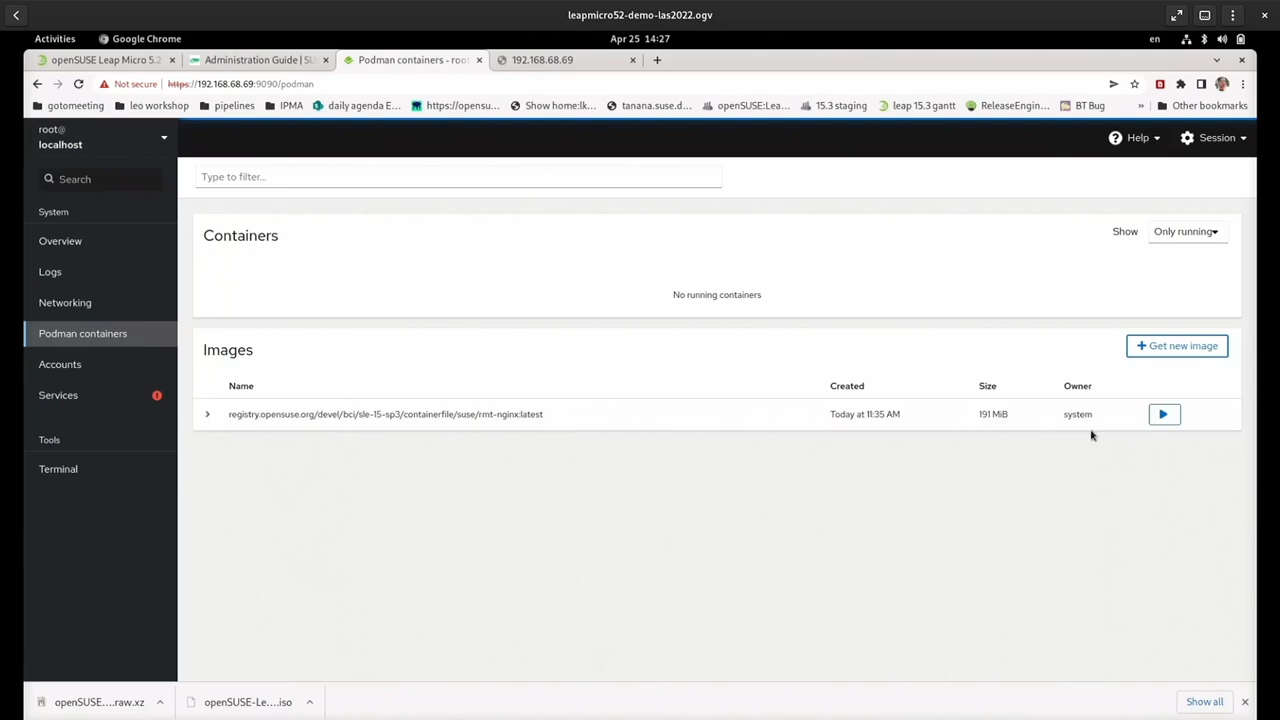 leapmicro52-demo-las2022.ogv
Activities Google Chrome Apr 25 14:27 en
openSUSE Leap Micro 5.2 Administration Guide | SU Podman containers - roo 192.168.68.69
Not secure https://192.168.68.69:9090/podman
gotomeeting leo workshop pipelines IPMA daily agenda E... https://opensu... Show home:lk... tanana.suse.d... openSUSE:Lea... 15.3 staging leap 15.3 gantt ReleaseEngin... BT Bug » Other bookmarks
root@
localhost
Help Session
Search
Type to filter...
System
Overview
Logs
Networking
Podman containers
Accounts
Services
Tools
Terminal
Containers Show Only running
No running containers
Images + Get new image
Name Created Size Owner
registry.opensuse.org/devel/bci/sle-15-sp3/containerfile/suse/rmt-nginx:latest Today at 11:35 AM 191 MiB system
openSUSE....raw.xz openSUSE-Le....iso Show all